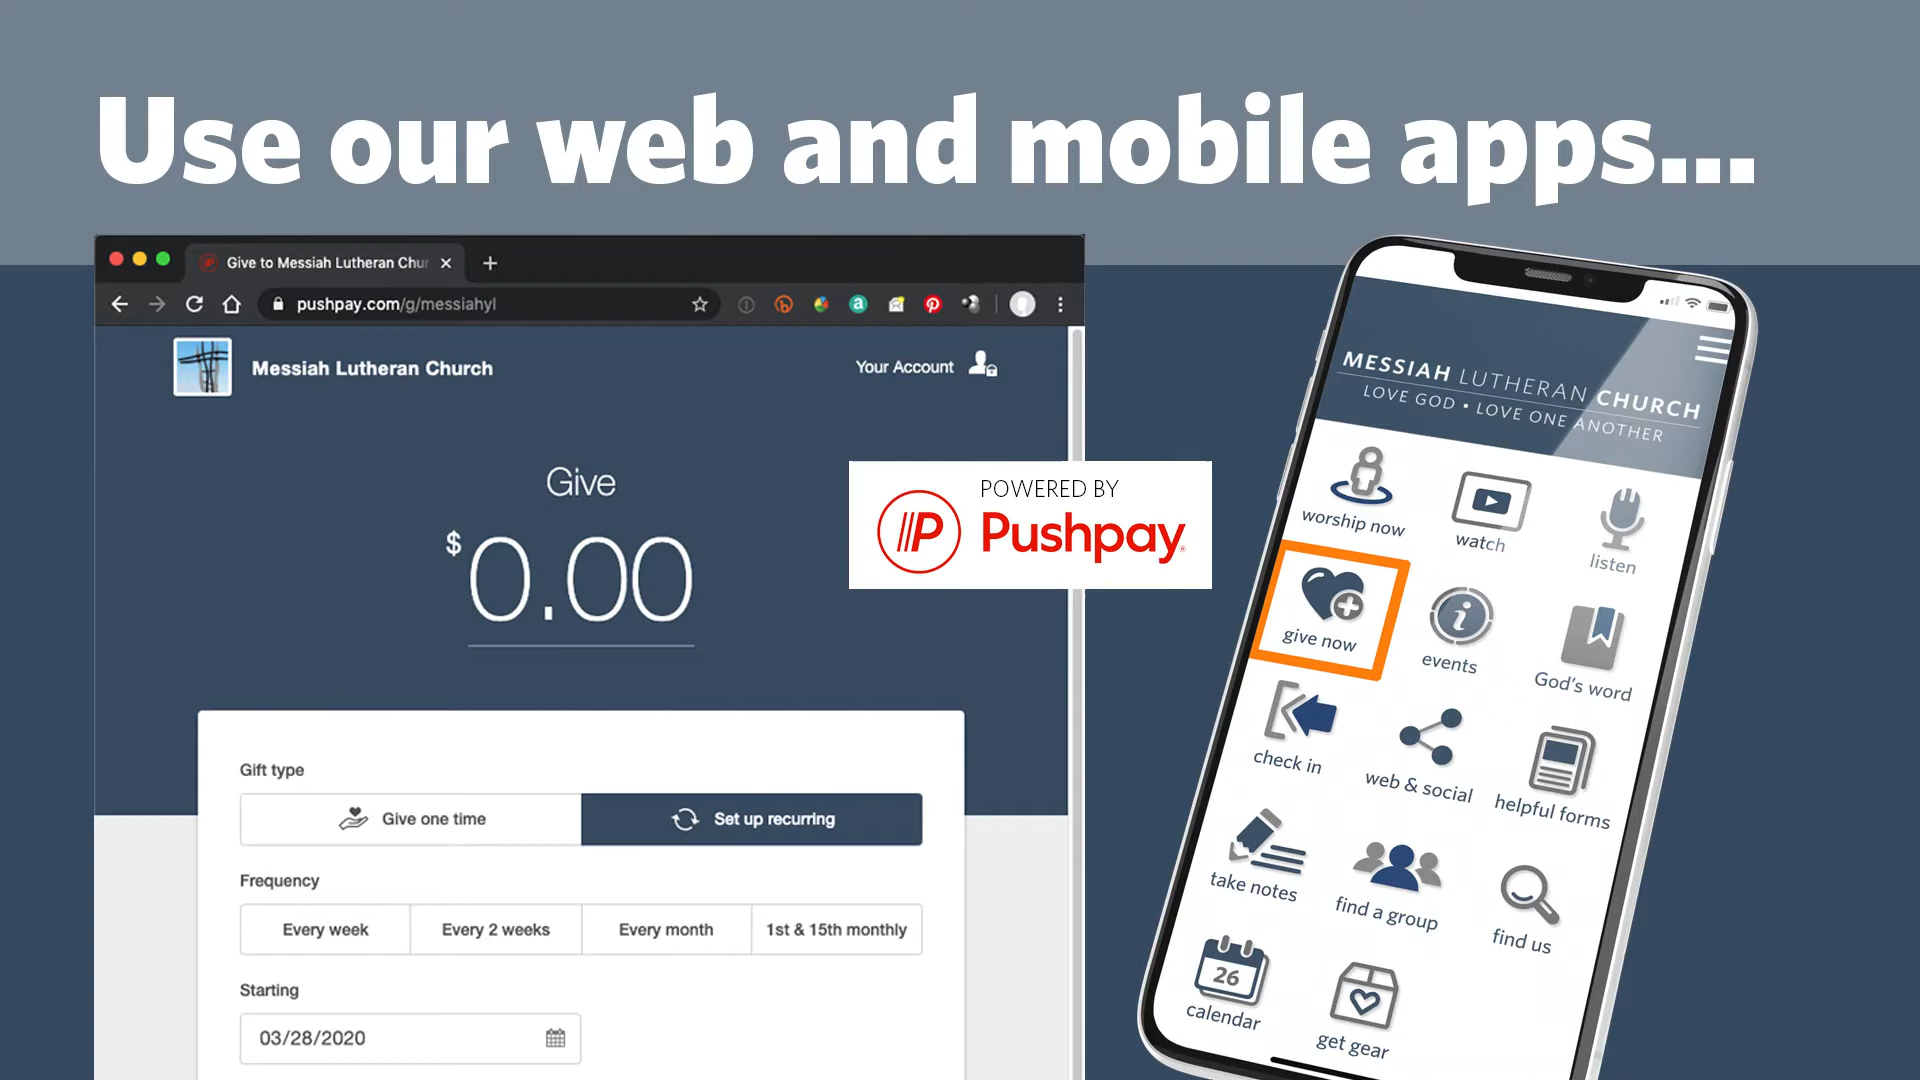 Use our web and mobile apps...
Give to Messiah Lutheran Chur
pushpay.com/g/messiahyl
Messiah Lutheran Church
Your Account
Give
$0.00
Gift type
Give one time
Set up recurring
Frequency
Every week
Every 2 weeks
Every month
1st & 15th monthly
Starting
03/28/2020
POWERED BY
Pushpay
MESSIAH LUTHERAN CHURCH
LOVE GOD • LOVE ONE ANOTHER
worship now
watch
listen
give now
events
God's word
check in
web & social
helpful forms
take notes
find a group
find us
26
calendar
get gear